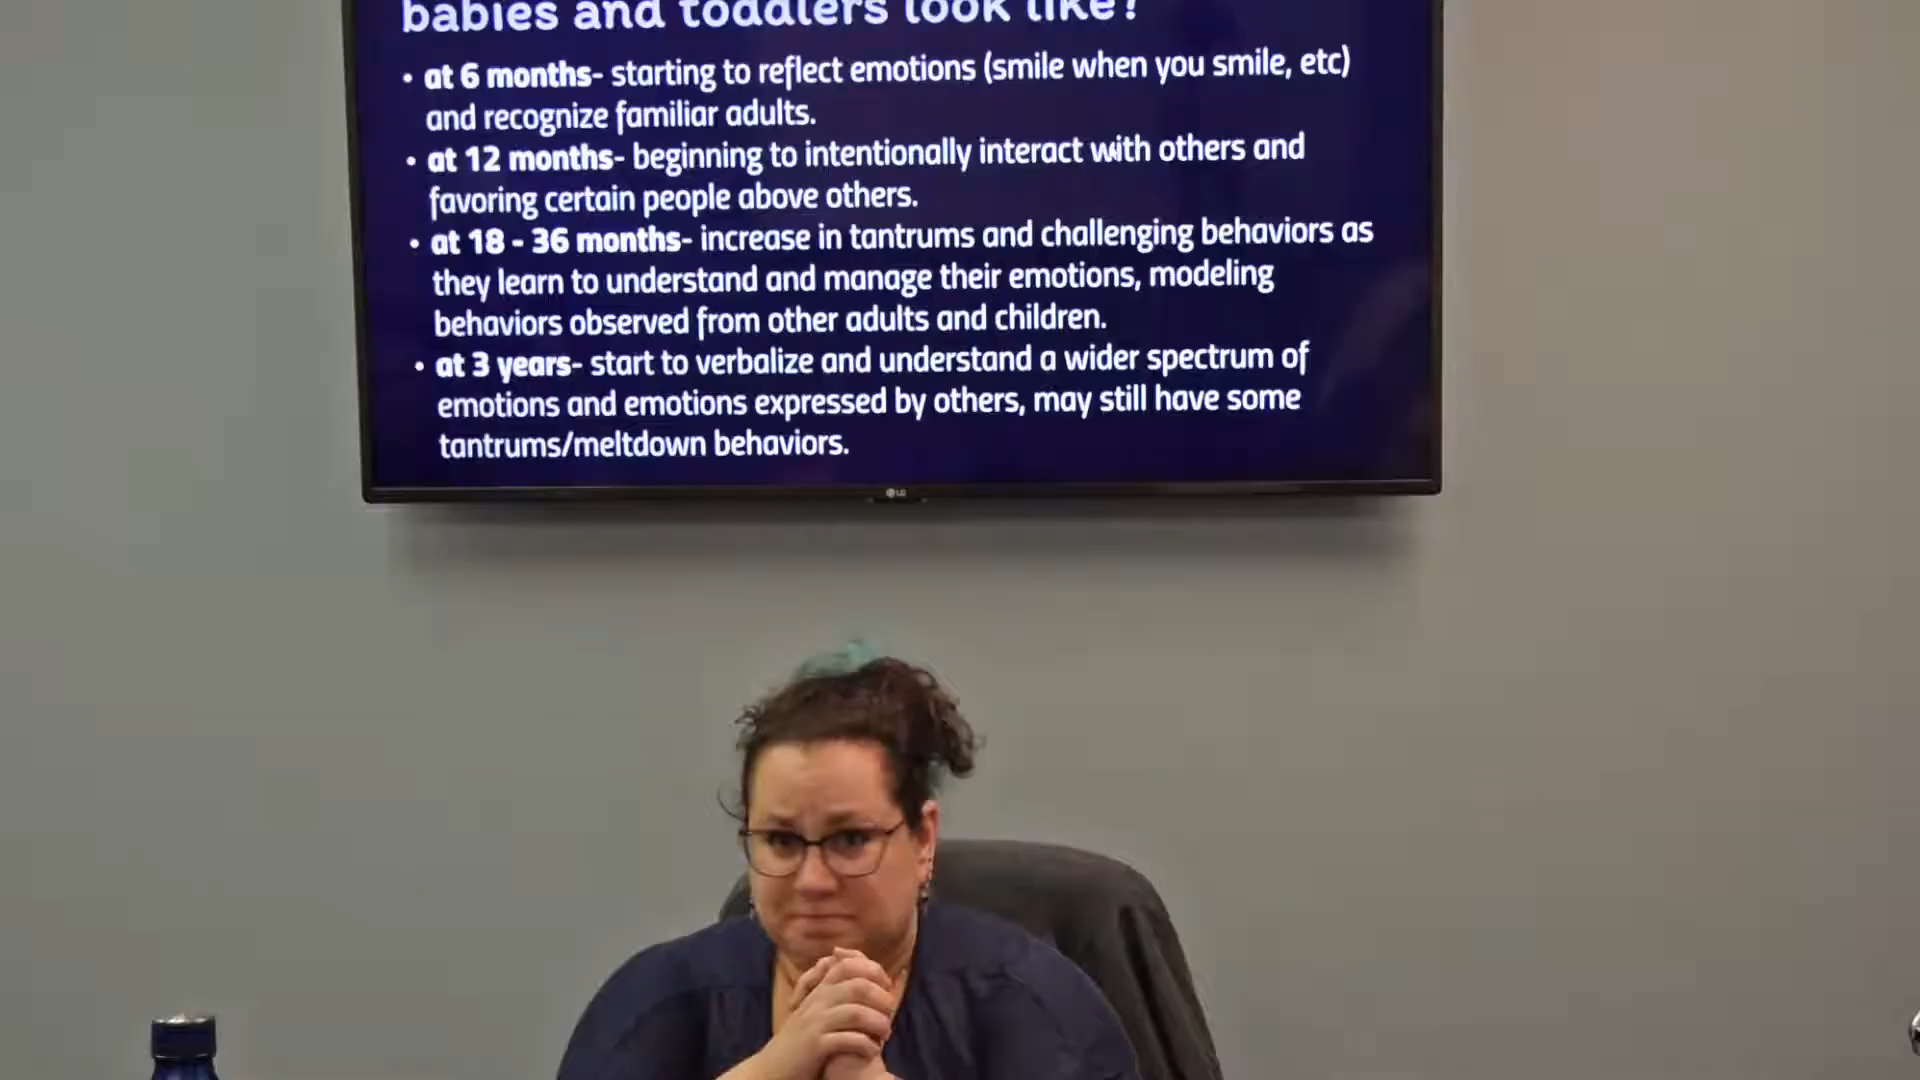 babies and toddlers look like?
• at 6 months- starting to reflect emotions (smile when you smile, etc)
and recognize familiar adults.
• at 12 months- beginning to intentionally interact with others and
favoring certain people above others.
• at 18 - 36 months- increase in tantrums and challenging behaviors as
they learn to understand and manage their emotions, modeling
behaviors observed from other adults and children.
• at 3 years- start to verbalize and understand a wider spectrum of
emotions and emotions expressed by others, may still have some
tantrums/meltdown behaviors.
LG